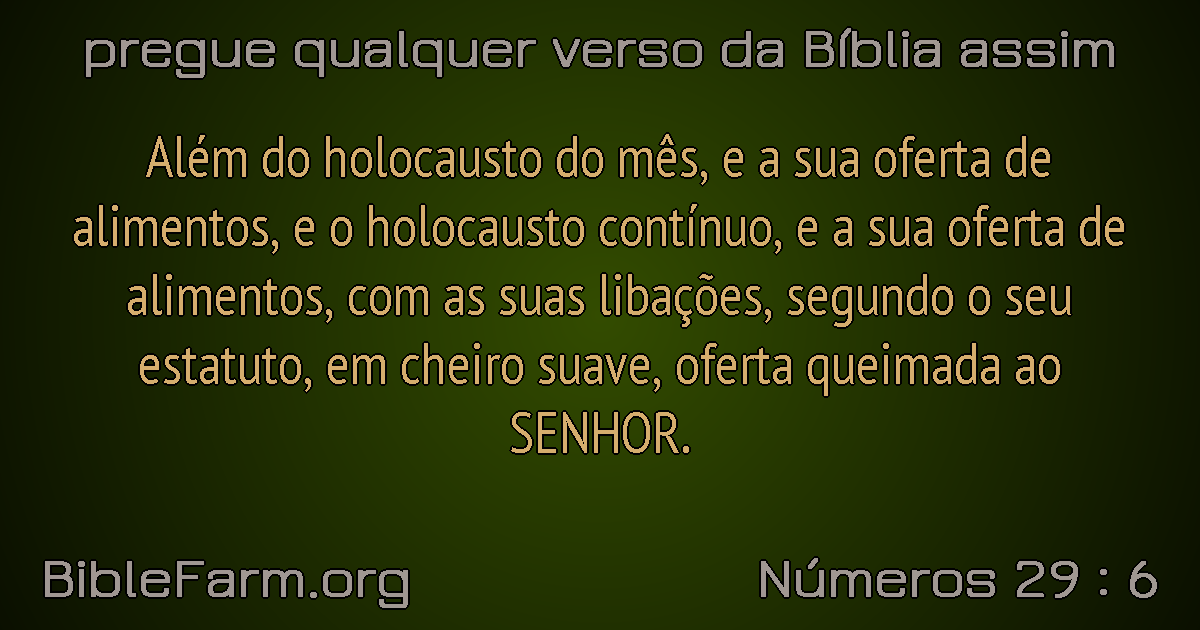 pregue qualquer verso da Bíblia assim
Além do holocausto do mês, e a sua oferta de
alimentos, e o holocausto contínuo, e a sua oferta de
alimentos, com as suas libações, segundo o seu
estatuto, em cheiro suave, oferta queimada ao
SENHOR.
BibleFarm.org
Números 29 : 6